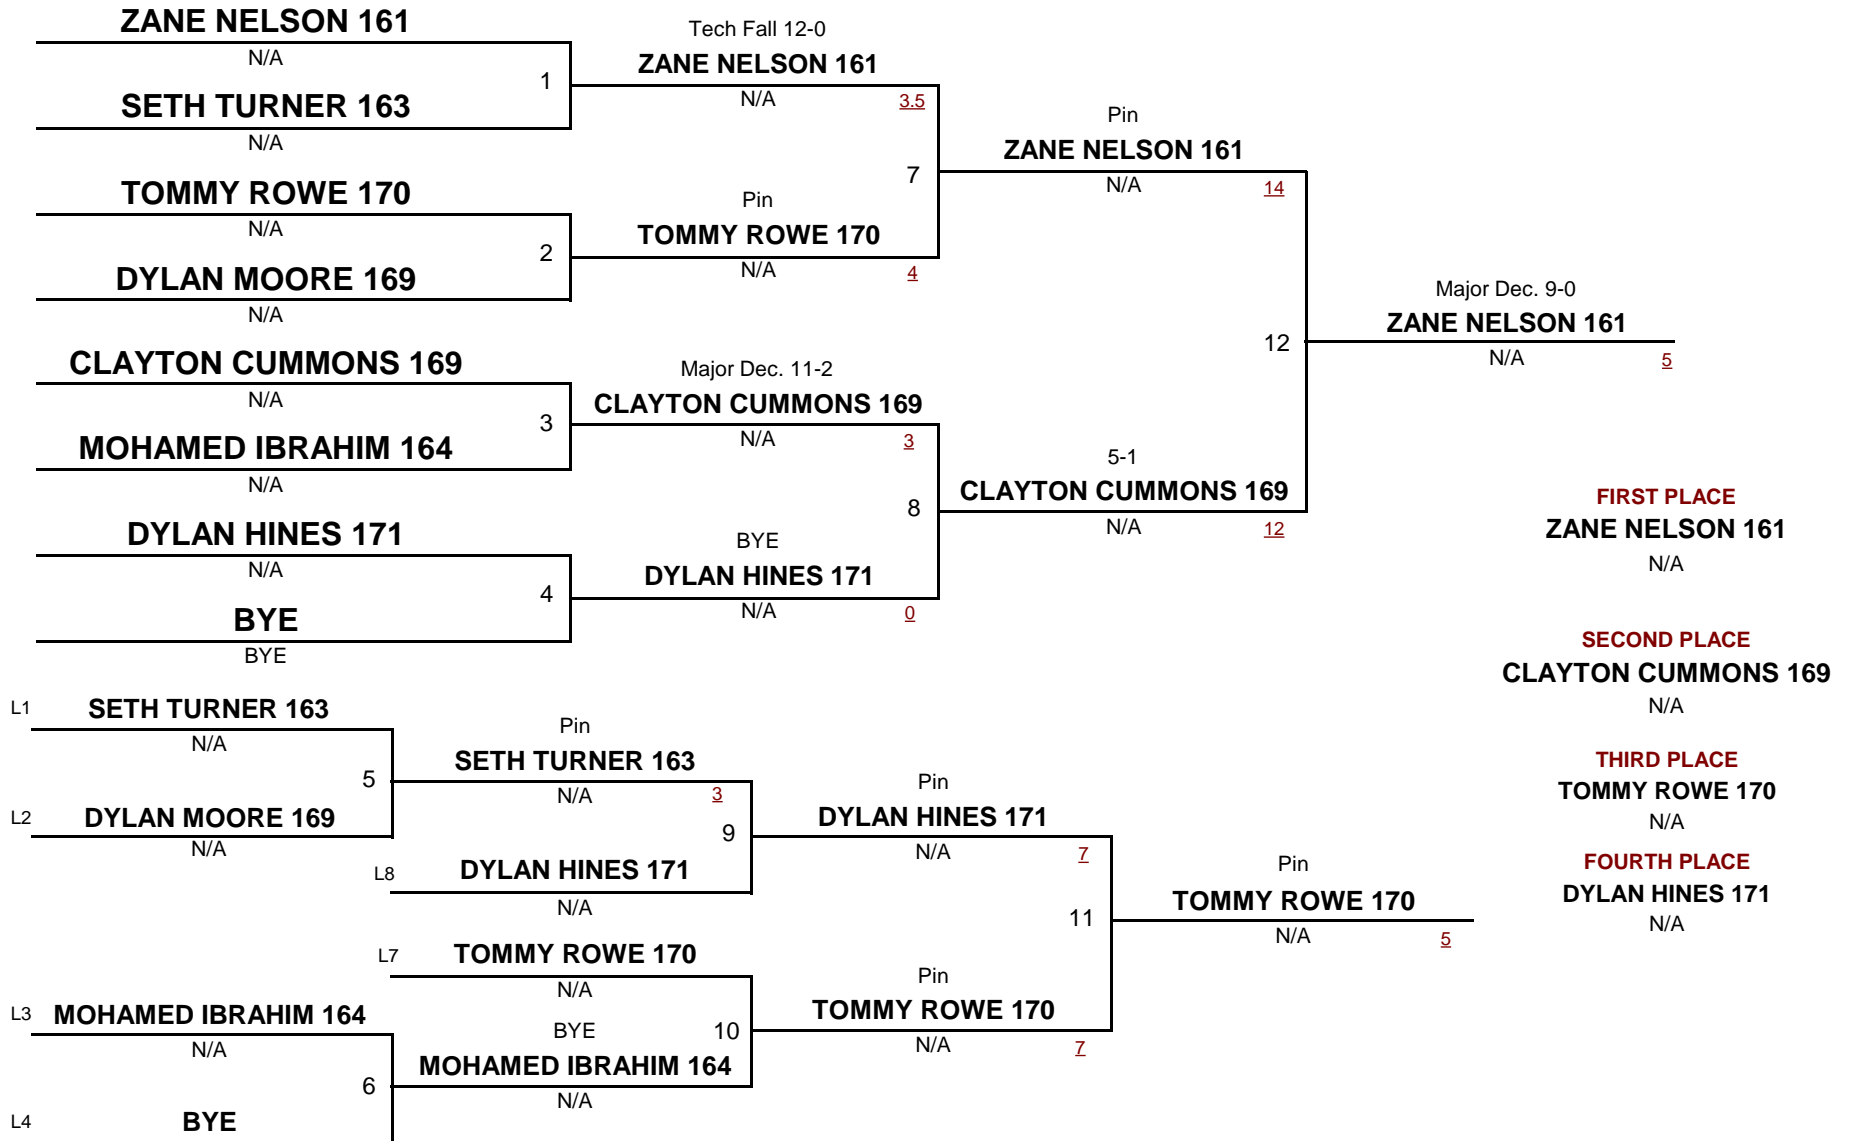 ZANE NELSON 161
N/A
1
SETH TURNER 163
N/A
TOMMY ROWE 170
N/A
2
DYLAN MOORE 169
N/A
CLAYTON CUMMONS 169
N/A
3
MOHAMED IBRAHIM 164
N/A
DYLAN HINES 171
N/A
4
BYE
BYE
Tech Fall 12-0
ZANE NELSON 161
N/A 3.5
7
Pin
TOMMY ROWE 170
N/A 4
Major Dec. 11-2
CLAYTON CUMMONS 169
N/A 3
8
BYE
DYLAN HINES 171
N/A 0
Pin
ZANE NELSON 161
N/A 14
12
5-1
CLAYTON CUMMONS 169
N/A 12
Major Dec. 9-0
ZANE NELSON 161
N/A 5
FIRST PLACE
ZANE NELSON 161
N/A
SECOND PLACE
CLAYTON CUMMONS 169
N/A
THIRD PLACE
TOMMY ROWE 170
N/A
FOURTH PLACE
DYLAN HINES 171
N/A
L1 SETH TURNER 163
N/A
5
L2 DYLAN MOORE 169
N/A
L3 MOHAMED IBRAHIM 164
N/A
6
L4 BYE
Pin
SETH TURNER 163
N/A 3
9
L8 DYLAN HINES 171
N/A
L7 TOMMY ROWE 170
N/A
BYE 10
MOHAMED IBRAHIM 164
N/A
Pin
DYLAN HINES 171
N/A 7
11
Pin
TOMMY ROWE 170
N/A 7
Pin
TOMMY ROWE 170
N/A 5